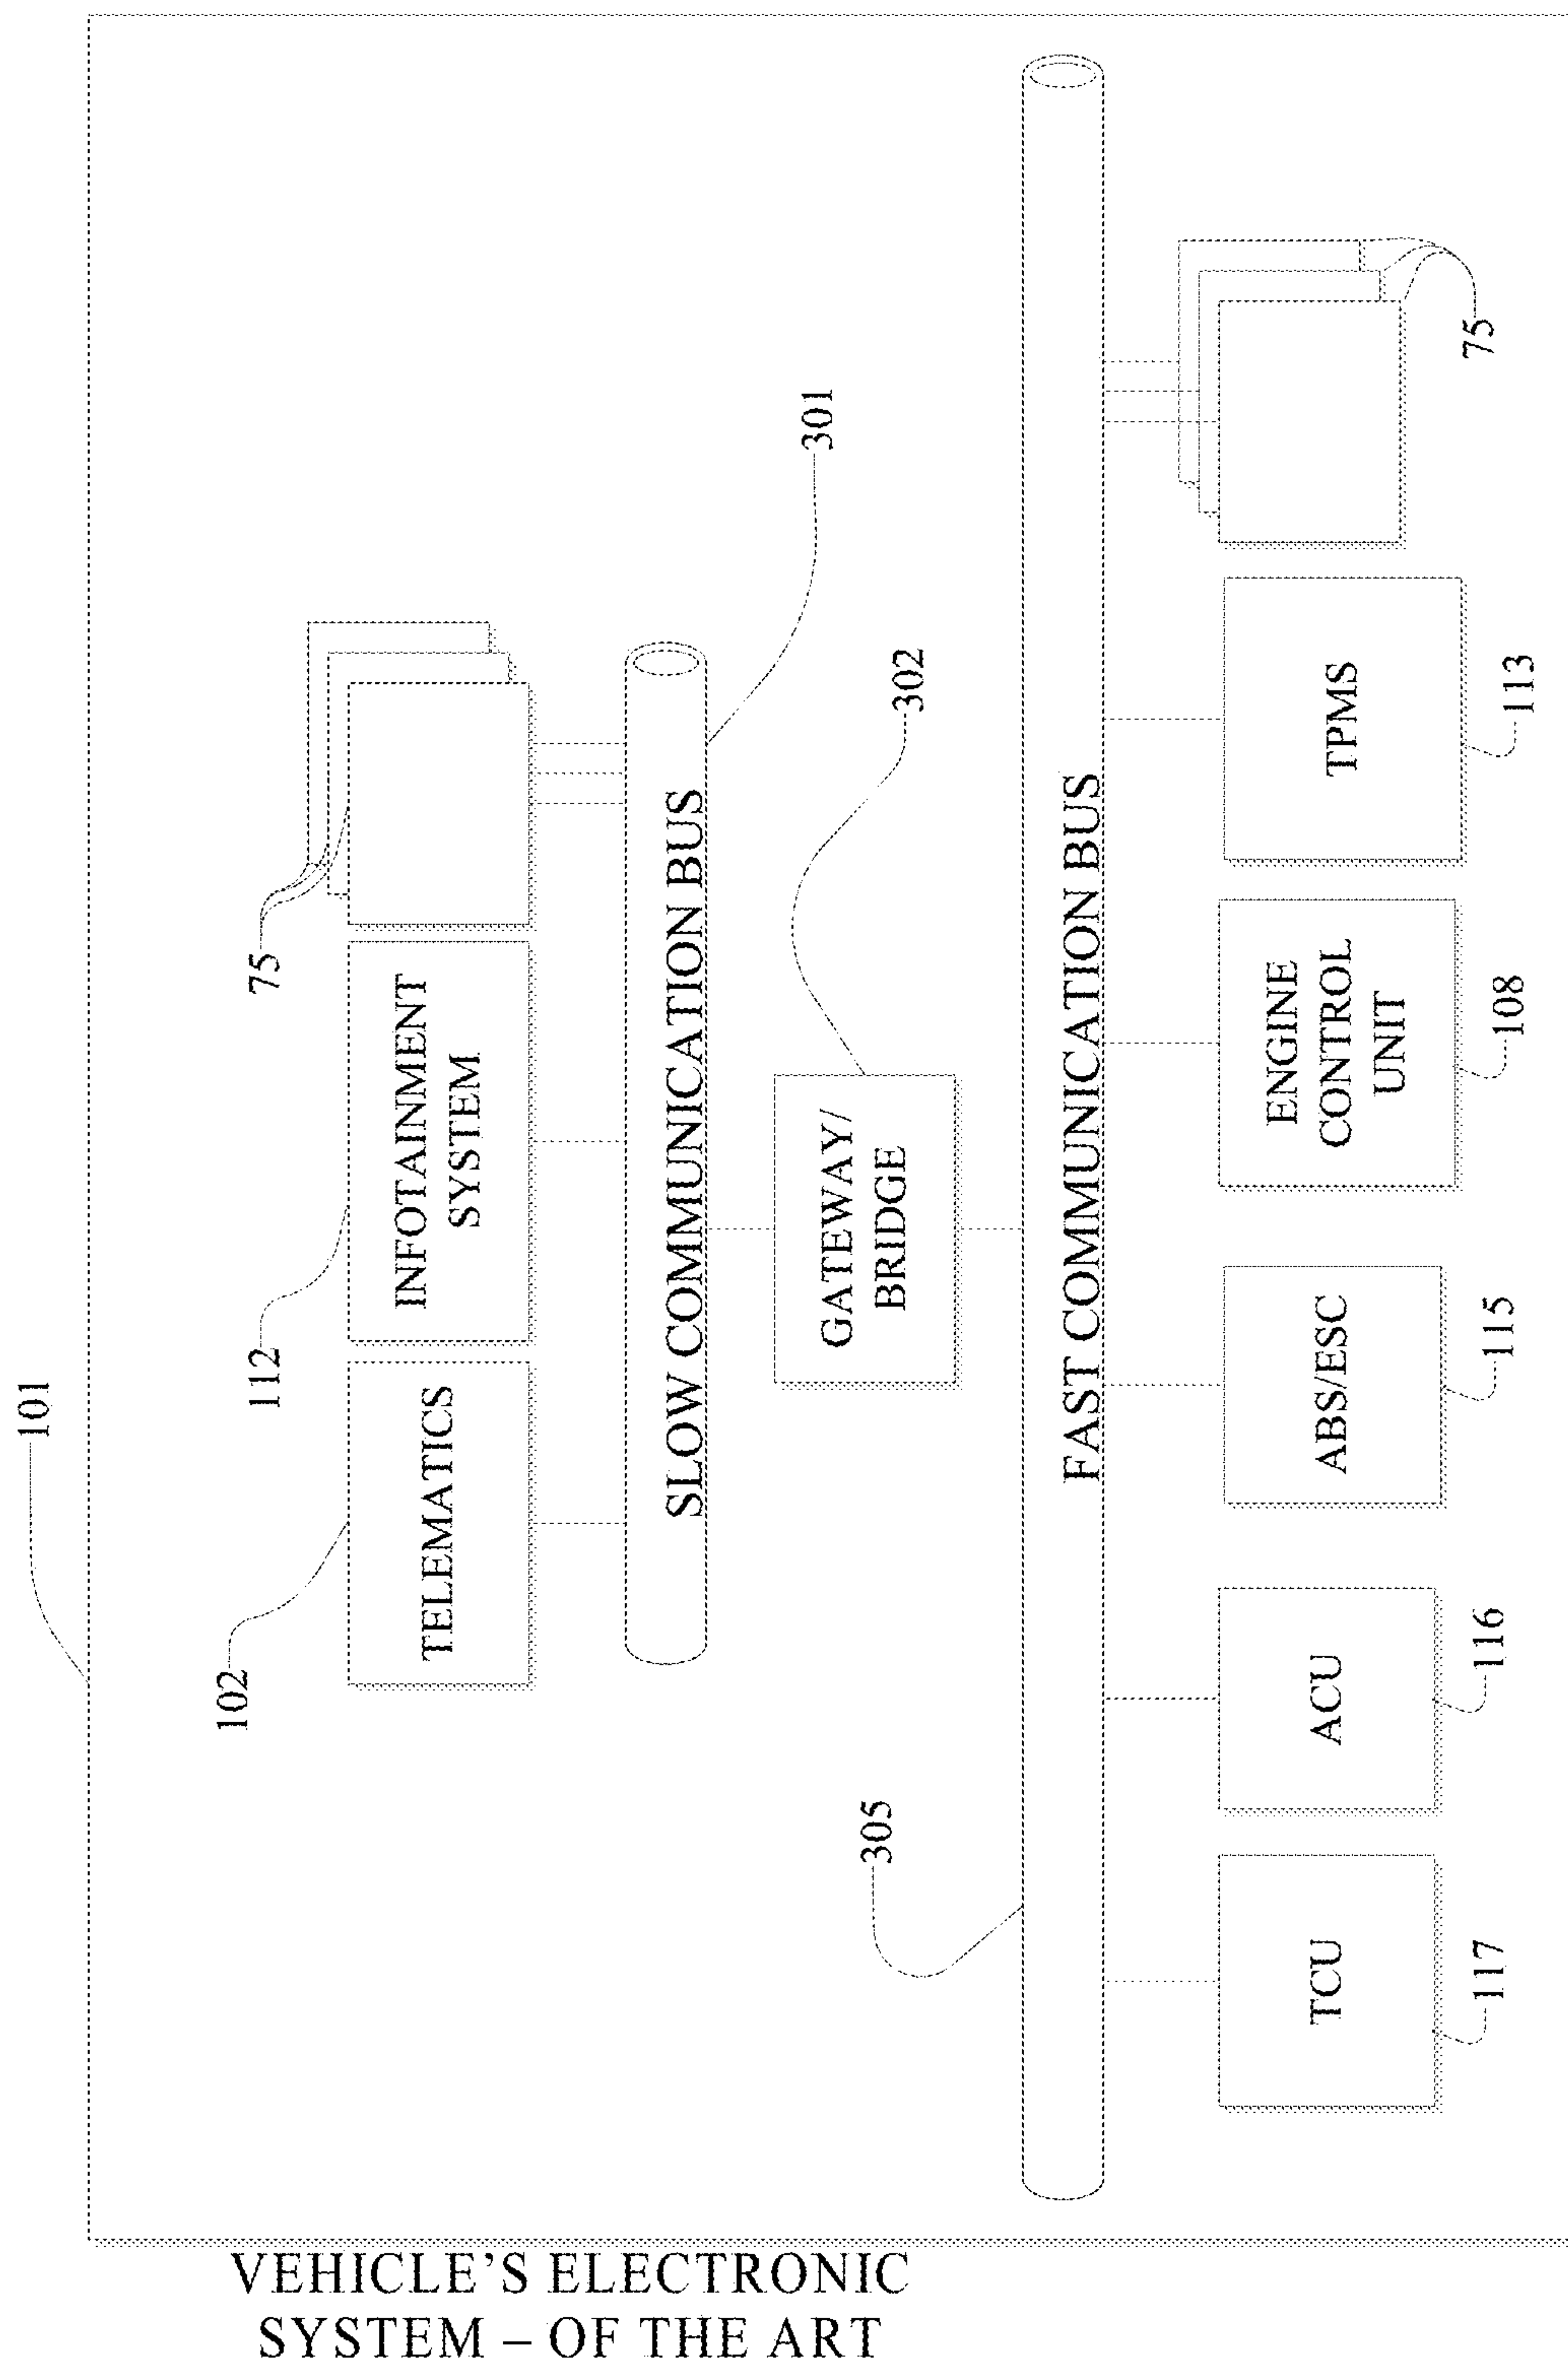 101
102
TELEMATICS
112
INFOTAINMENT
SYSTEM
75
SLOW COMMUNICATION BUS
301
GATEWAY/
BRIDGE
302
305
FAST COMMUNICATION BUS
TCU
117
ACU
116
ABS/ESC
115
ENGINE
CONTROL
UNIT
108
TPMS
113
75
VEHICLE’S ELECTRONIC
SYSTEM – OF THE ART